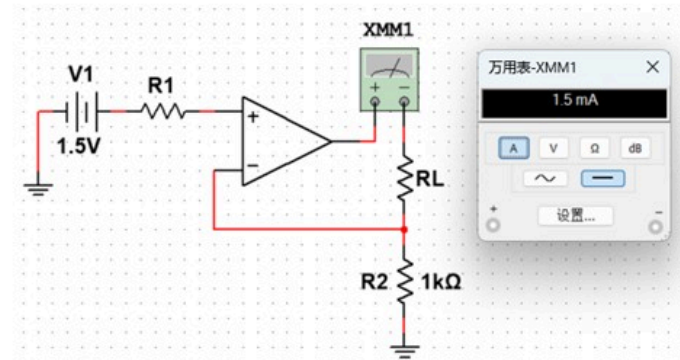 XMM1
V1
R1
1.5V
+ −
+
−
RL
R2 1kΩ
万用表-XMM1 ×
1.5 mA
A V Ω dB
~ —
+ −
设置...